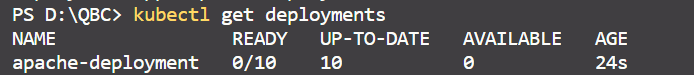 PS D:\QBC> kubectl get deployments
NAME READY UP-TO-DATE AVAILABLE AGE
apache-deployment 0/10 10 0 24s